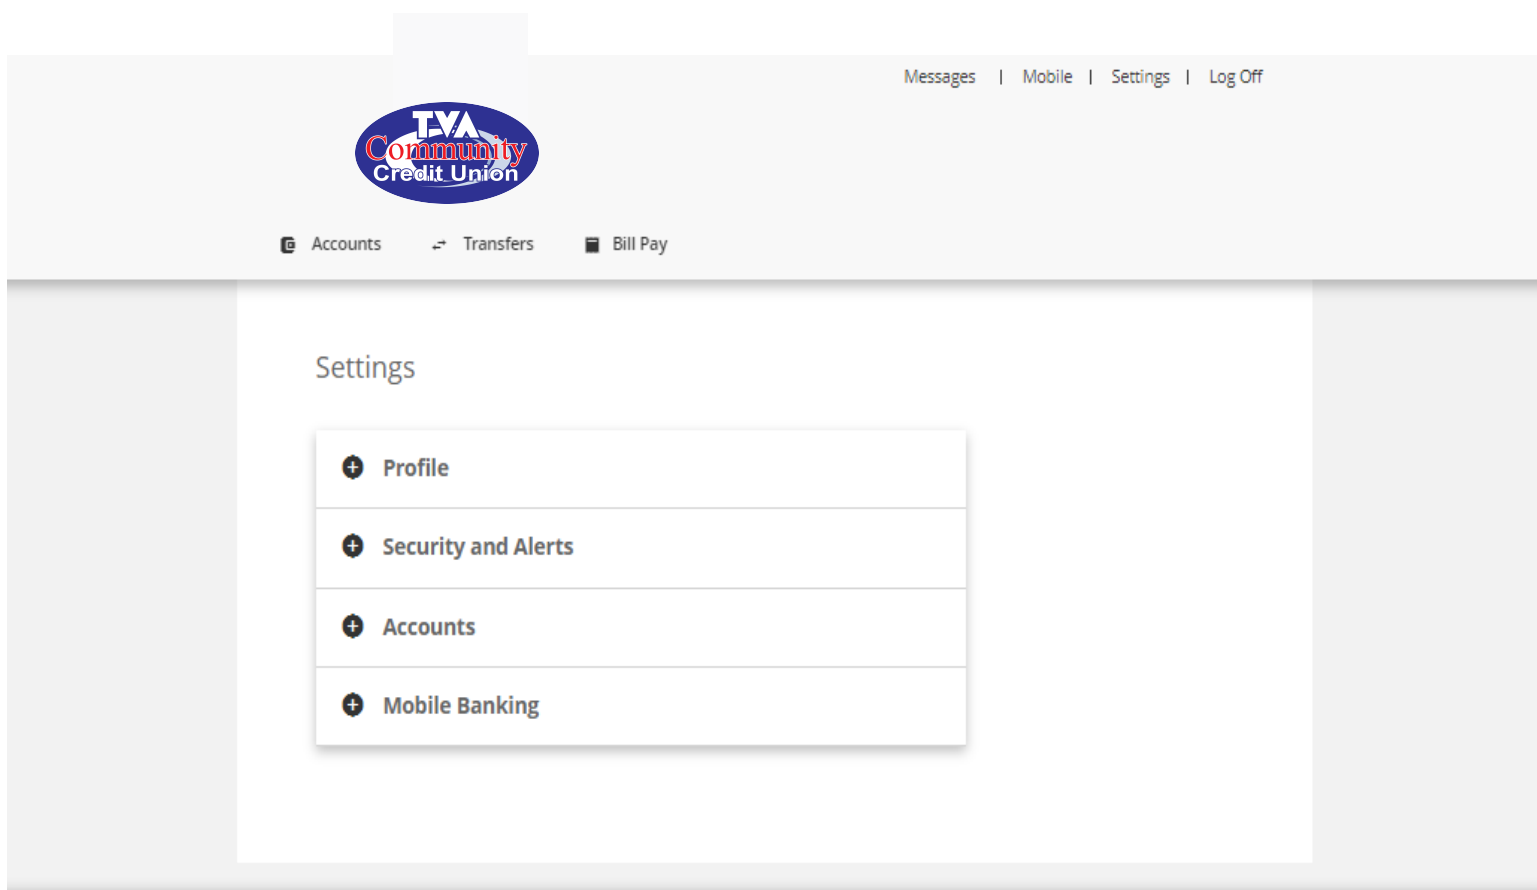 Messages | Mobile | Settings | Log Off
TVA
Community
Credit Union
Accounts Transfers Bill Pay
Settings
Profile
Security and Alerts
Accounts
Mobile Banking